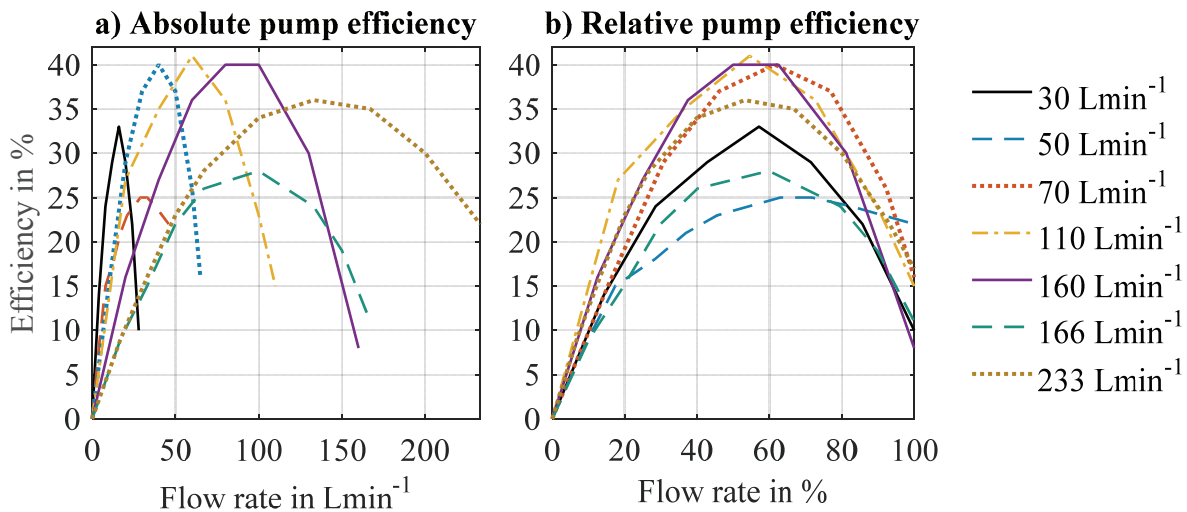 a) Absolute pump efficiency
Efficiency in %
40
35
30
25
20
15
10
5
0
0 50 100 150 200
Flow rate in Lmin⁻¹
b) Relative pump efficiency
40
35
30
25
20
15
10
5
0
0 20 40 60 80 100
Flow rate in %
30 Lmin⁻¹
50 Lmin⁻¹
70 Lmin⁻¹
110 Lmin⁻¹
160 Lmin⁻¹
166 Lmin⁻¹
233 Lmin⁻¹